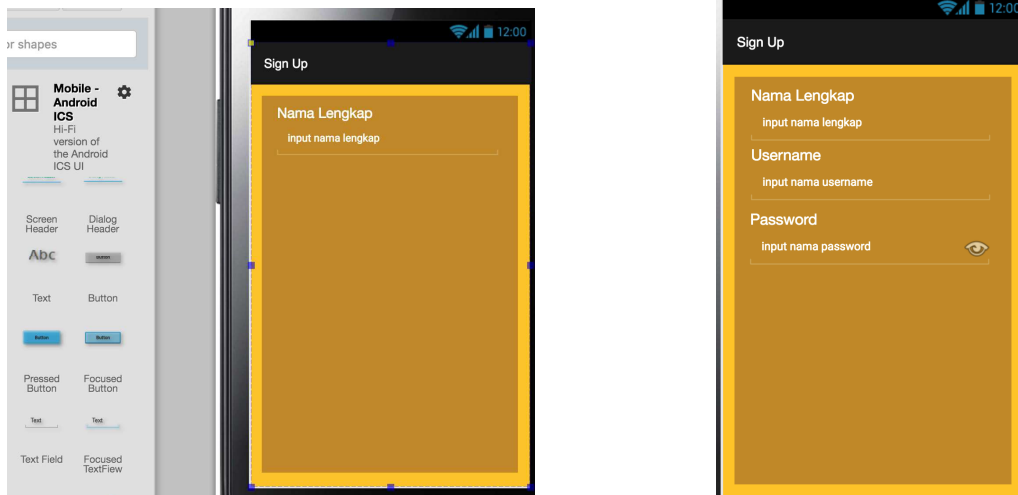 or shapes
Mobile -
Android
ICS
Hi-Fi
version of
the Android
ICS UI
Screen
Header
Dialog
Header
Abc
Button
Text
Button
Button
Button
Pressed
Button
Focused
Button
Text
Text
Text Field
Focused
TextFiew
12:00
Sign Up
Nama Lengkap
input nama lengkap
12:00
Sign Up
Nama Lengkap
input nama lengkap
Username
input nama username
Password
input nama password